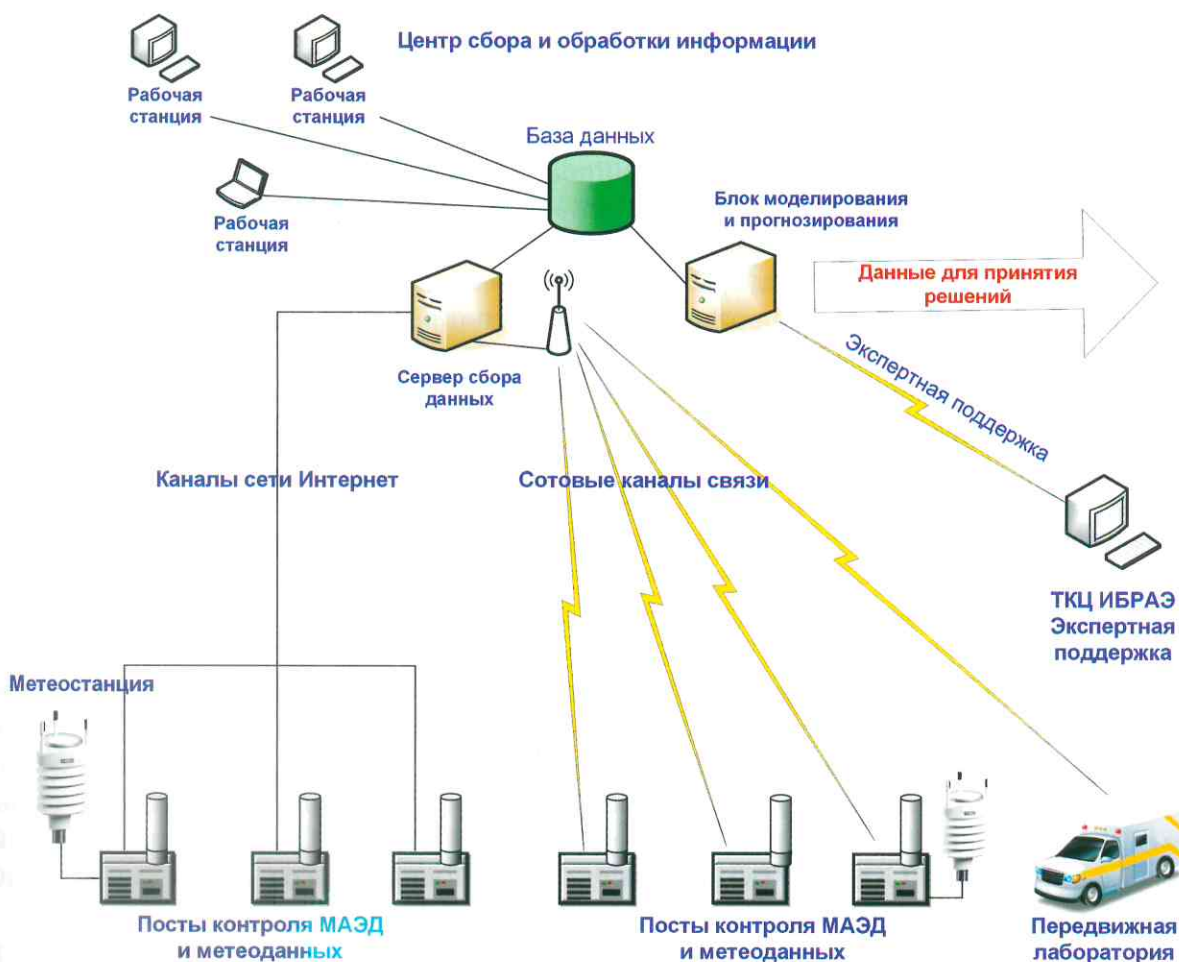 Центр сбора и обработки информации
Рабочая
станция
Рабочая
станция
База данных
Рабочая
станция
Блок моделирования
и прогнозирования
Данные для принятия
решений
Сервер сбора
данных
Экспертная поддержка
Каналы сети Интернет
Сотовые каналы связи
ТКЦ ИБРАЭ
Экспертная
поддержка
Метеостанция
Посты контроля МАЭД
и метеоданных
Посты контроля МАЭД
и метеоданных
Передвижная
лаборатория